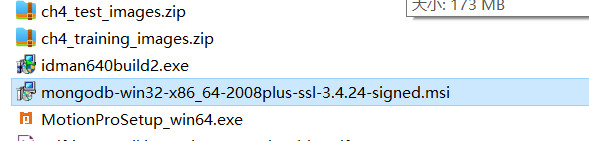 大小: 173 MB
ch4_test_images.zip
ch4_training_images.zip
idman640build2.exe
mongodb-win32-x86_64-2008plus-ssl-3.4.24-signed.msi
MotionProSetup_win64.exe